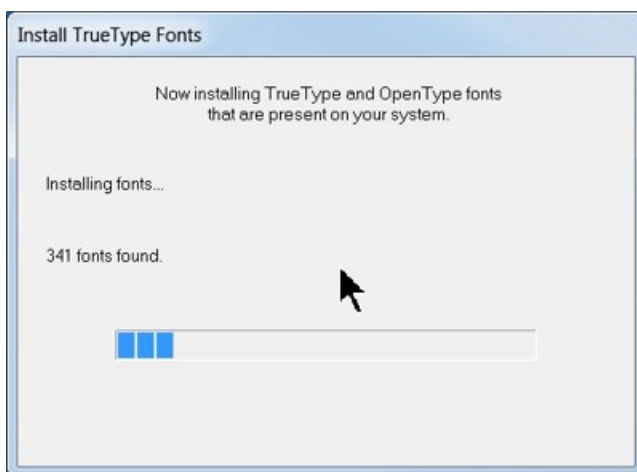 Install TrueType Fonts
Now installing TrueType and OpenType fonts
that are present on your system.
Installing fonts...
341 fonts found.